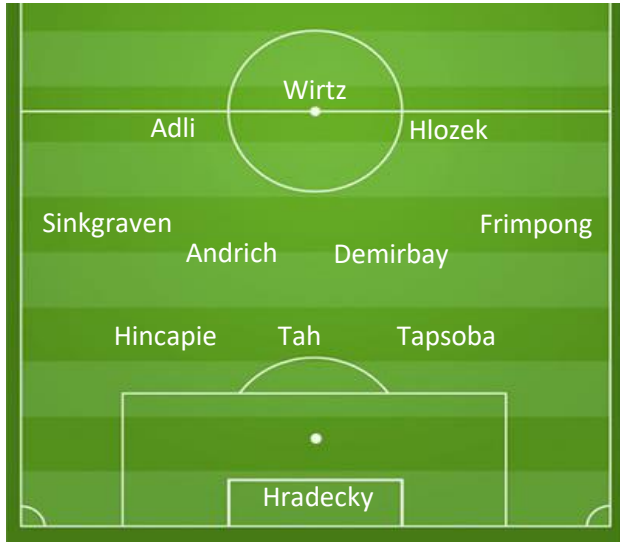 Wirtz
Adli
Hlozek
Sinkgraven
Frimpong
Andrich
Demirbay
Hincapie
Tah
Tapsoba
Hradecky